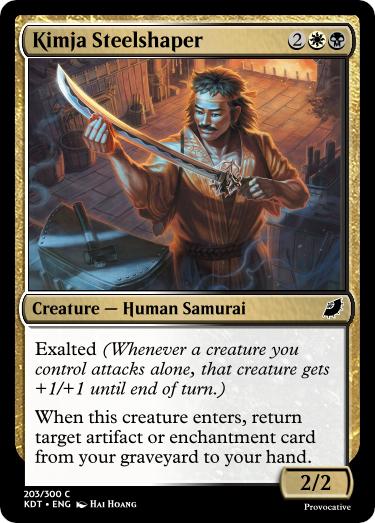 Kimja Steelshaper 2
Creature — Human Samurai
Exalted (Whenever a creature you
control attacks alone, that creature gets
+1/+1 until end of turn.)
When this creature enters, return
target artifact or enchantment card
from your graveyard to your hand.
2/2
203/300 C
KDT • ENG Hai Hoang
Provocative